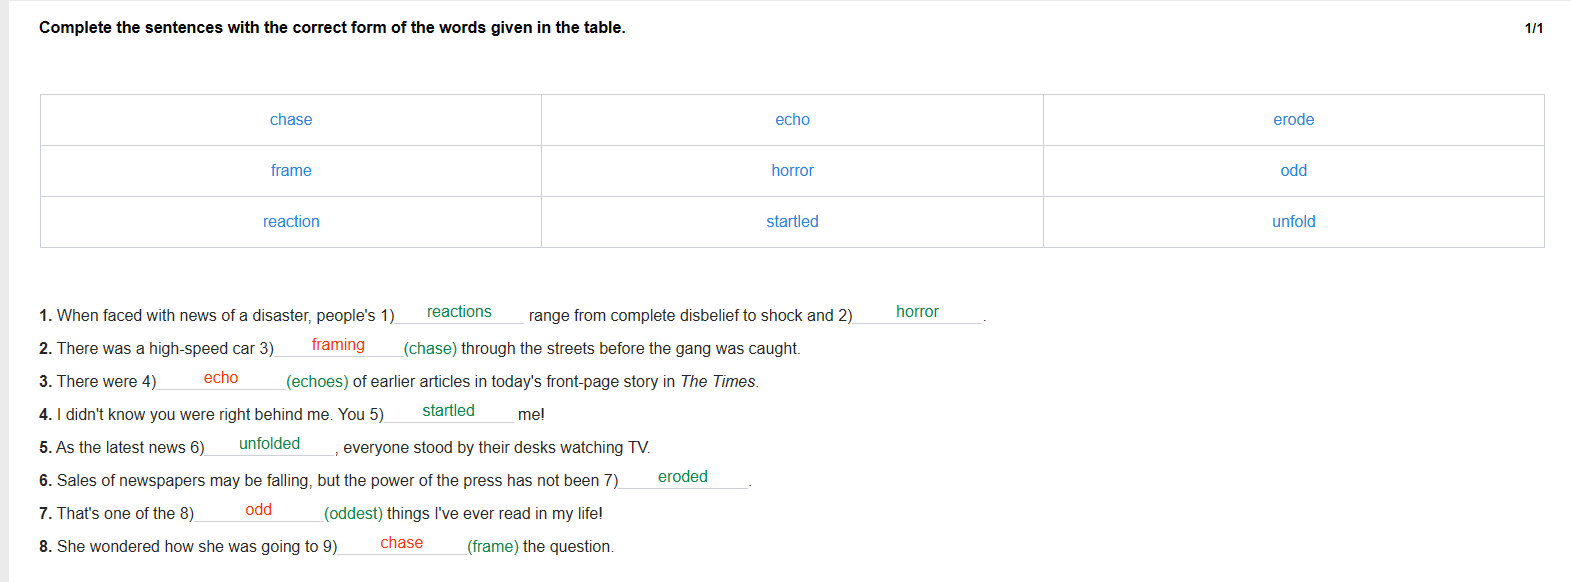 Complete the sentences with the correct form of the words given in the table.
1/1
chase echo erode
frame horror odd
reaction startled unfold
1. When faced with news of a disaster, people's 1) reactions range from complete disbelief to shock and 2) horror .
2. There was a high-speed car 3) framing (chase) through the streets before the gang was caught.
3. There were 4) echo (echoes) of earlier articles in today's front-page story in The Times.
4. I didn't know you were right behind me. You 5) startled me!
5. As the latest news 6) unfolded , everyone stood by their desks watching TV.
6. Sales of newspapers may be falling, but the power of the press has not been 7) eroded .
7. That's one of the 8) odd (oddest) things I've ever read in my life!
8. She wondered how she was going to 9) chase (frame) the question.